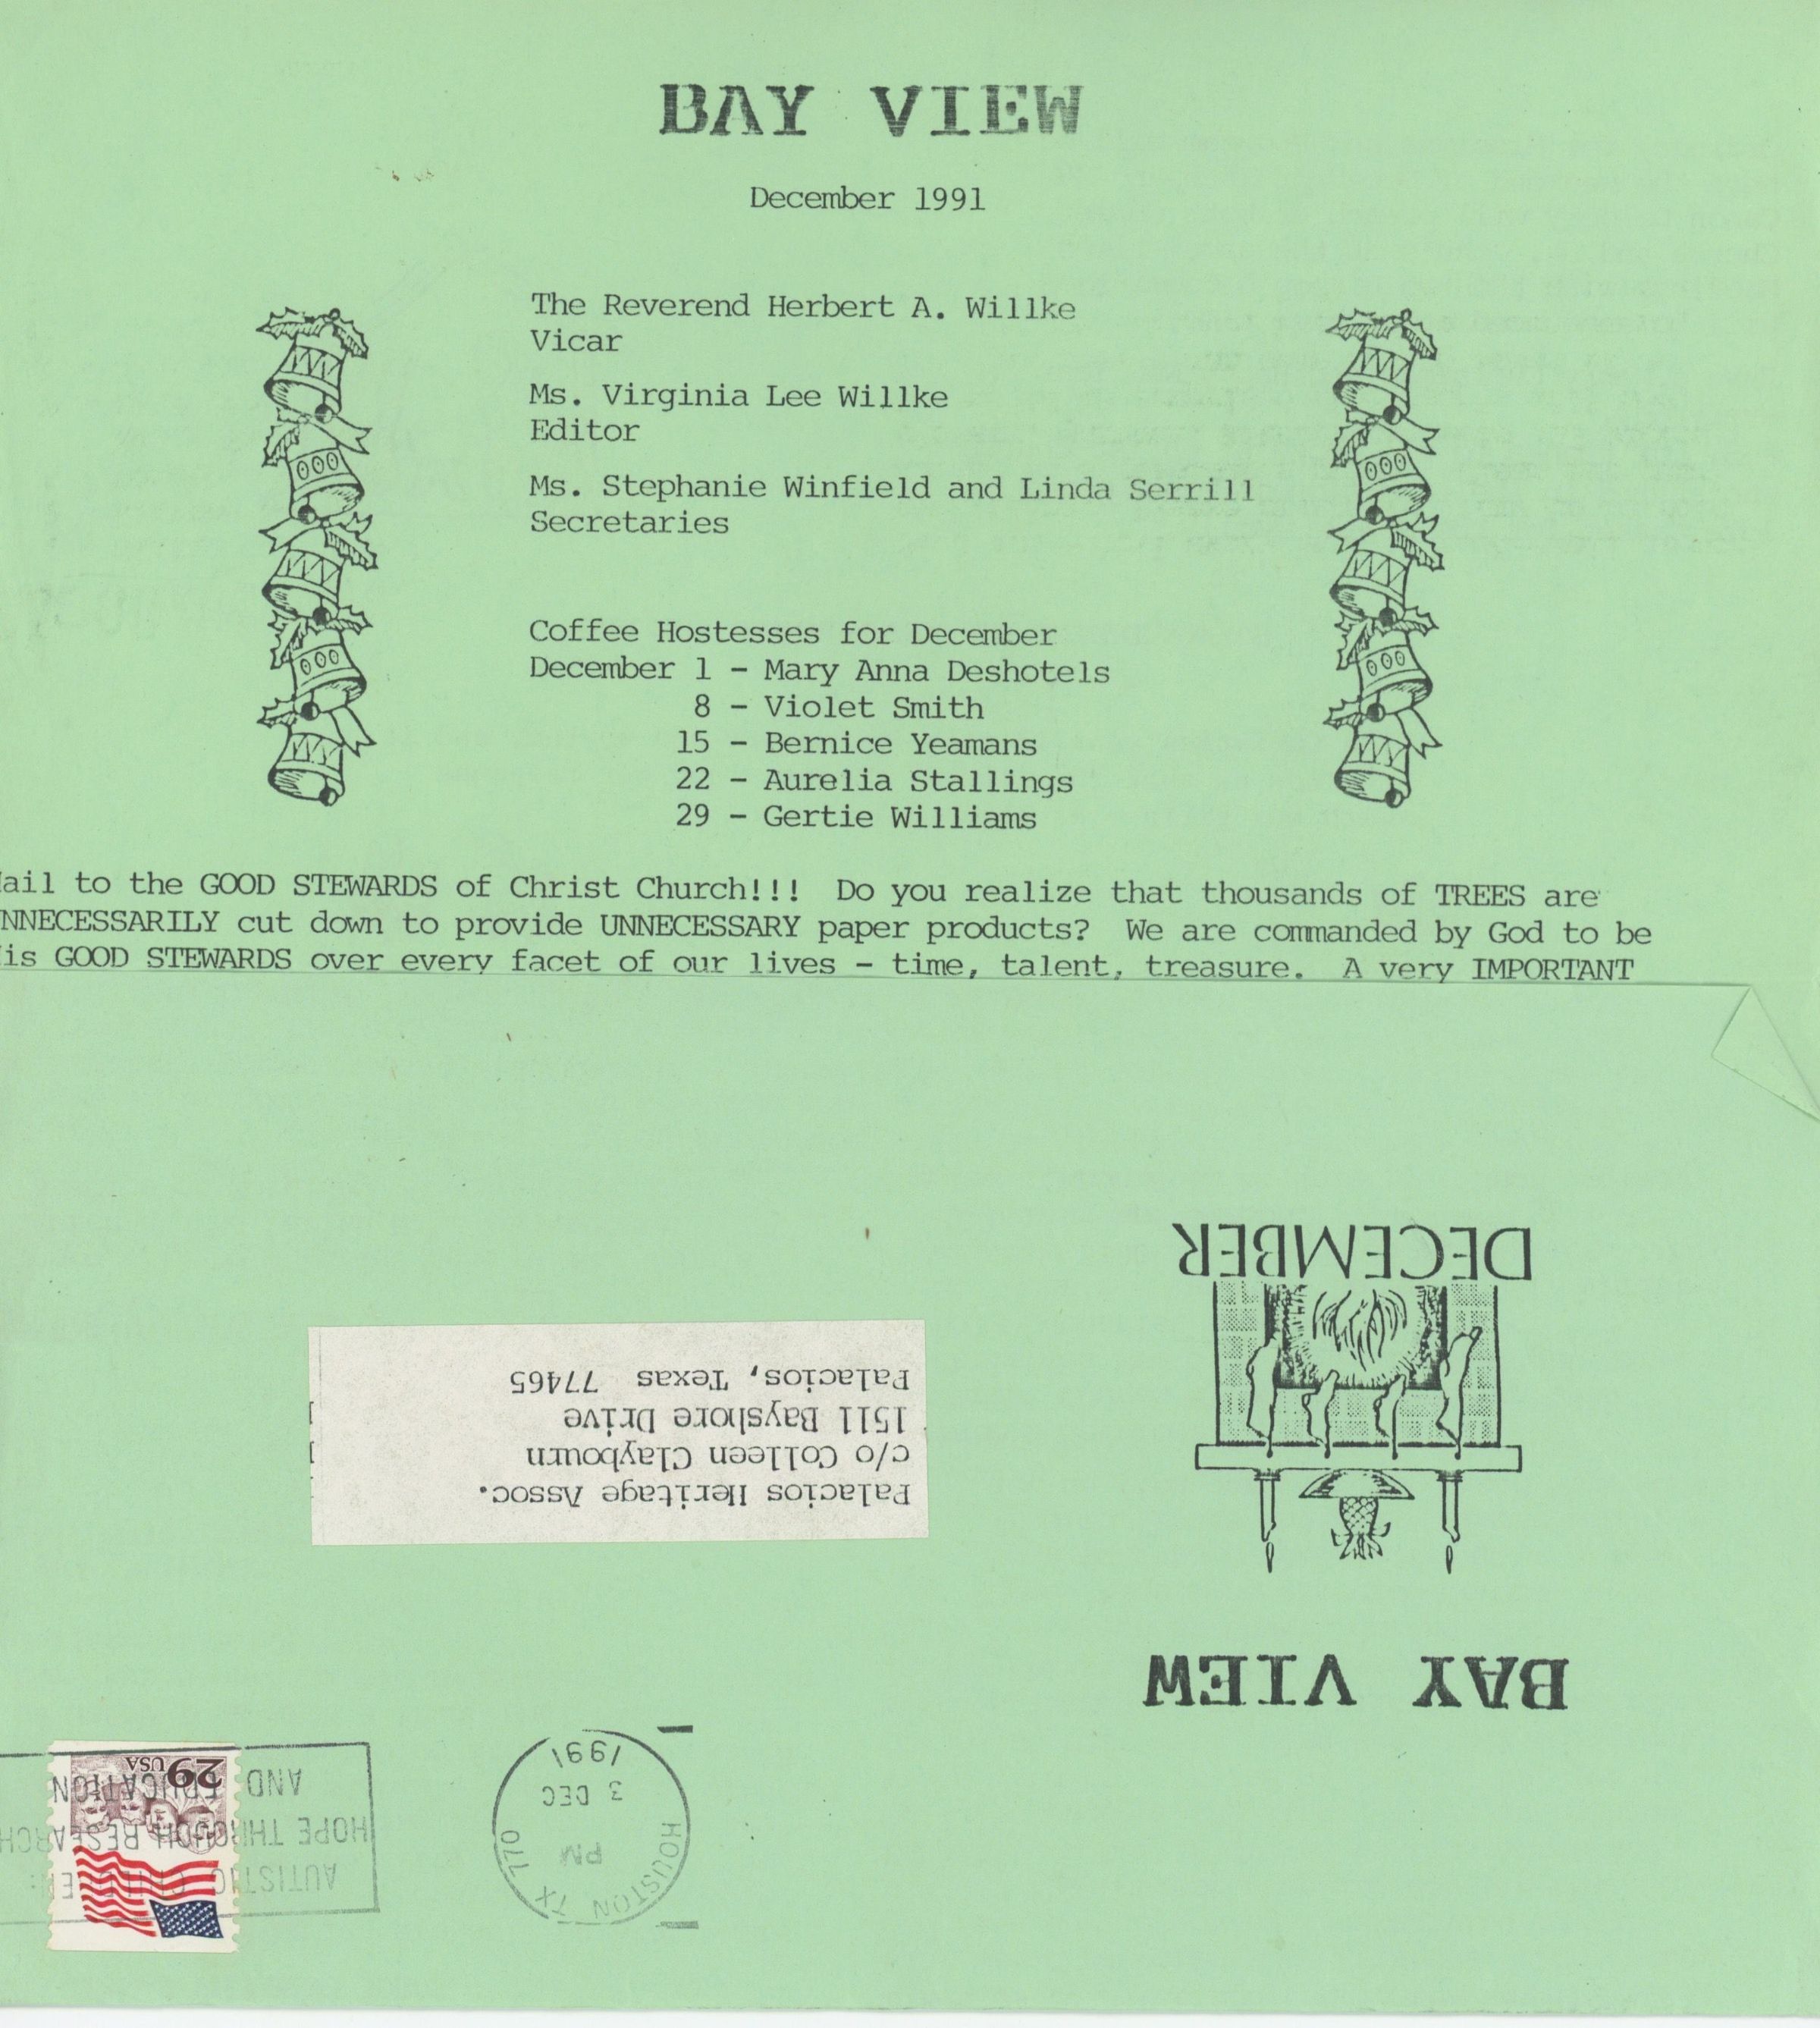 BAY VIEW
December 1991
The Reverend Herbert A. Willke
Vicar
Ms. Virginia Lee Willke
Editor
Ms. Stephanie Winfield and Linda Serrill
Secretaries
Coffee Hostesses for December
December 1 - Mary Anna Deshotels
8 - Violet Smith
15 - Bernice Yeamans
22 - Aurelia Stallings
29 - Gertie Williams
ail to the GOOD STEWARDS of Christ Church!!! Do you realize that thousands of TREES are
NNECESSARILY cut down to provide UNNECESSARY paper products? We are commanded by God to be
is GOOD STEWARDS over every facet of our lives - time, talent, treasure. A very IMPORTANT
BAY VIEW
DECEMBER
Palacios Heritage Assoc.
c/o Colleen Claybourn
1511 Bayshore Drive
Palacios, Texas 77465
HOUSTON TX 770
PM
3 DEC
1991
AUTISTIC CHILDREN:
HOPE THROUGH RESEARCH
AND EDUCATION
29 USA